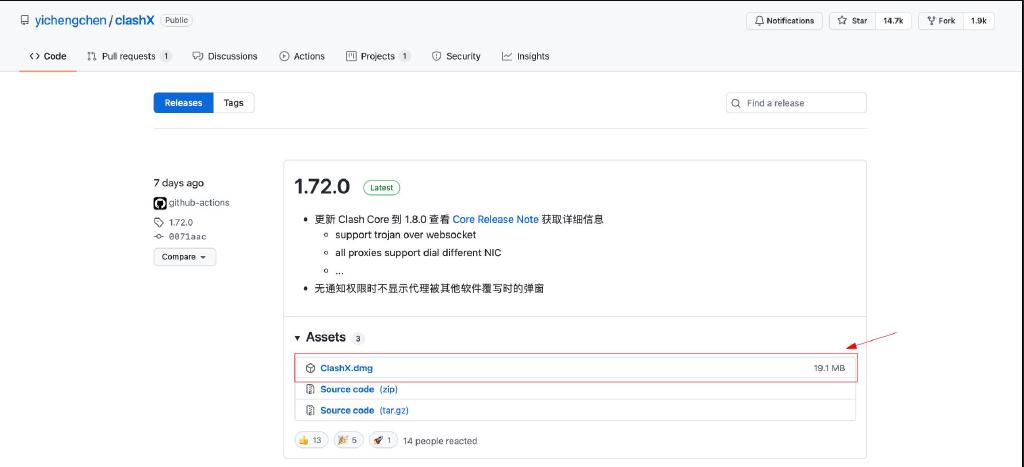 yichengchen / clashX Public
Notifications Star 14.7k Fork 1.9k
Code Pull requests 1 Discussions Actions Projects 1 Security Insights
Releases Tags
Find a release
7 days ago
github-actions
1.72.0
0071aac
Compare
1.72.0 Latest
更新 Clash Core 到 1.8.0 查看 Core Release Note 获取详细信息
support trojan over websocket
all proxies support dial different NIC
...
无通知权限时不显示代理被其他软件覆写时的弹窗
Assets 3
ClashX.dmg 19.1 MB
Source code (zip)
Source code (tar.gz)
13 5 1 14 people reacted